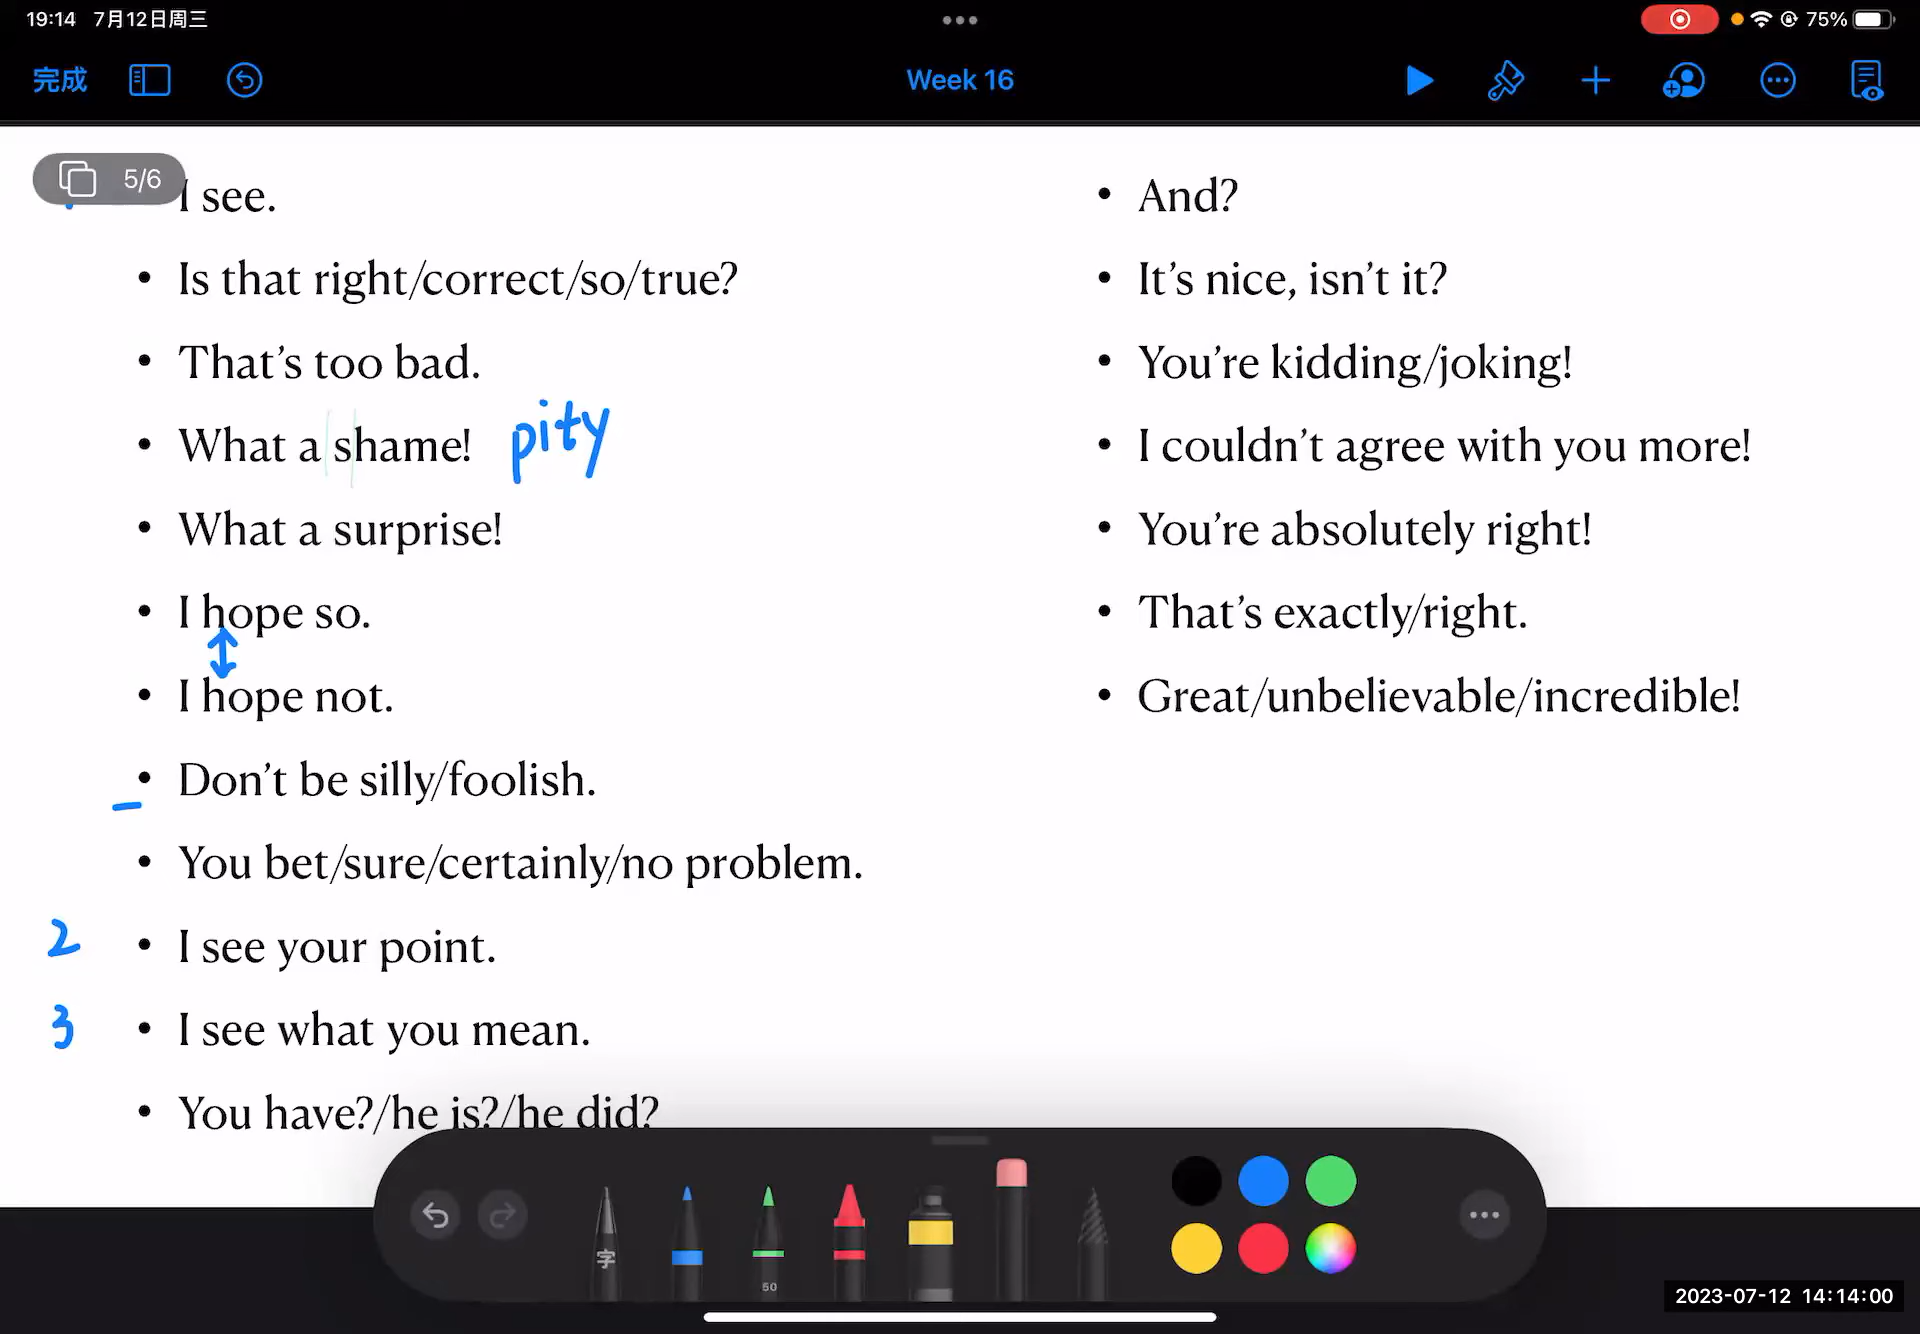 19:14 7月12日周三
75%
完成
Week 16
5/6
I see.
• Is that right/correct/so/true?
• That's too bad.
• What a shame! pity
• What a surprise!
• I hope so.
• I hope not.
• Don't be silly/foolish.
• You bet/sure/certainly/no problem.
2 • I see your point.
3 • I see what you mean.
• You have?/he is?/he did?
• And?
• It's nice, isn't it?
• You're kidding/joking!
• I couldn't agree with you more!
• You're absolutely right!
• That's exactly/right.
• Great/unbelievable/incredible!
字
50
2023-07-12 14:14:00